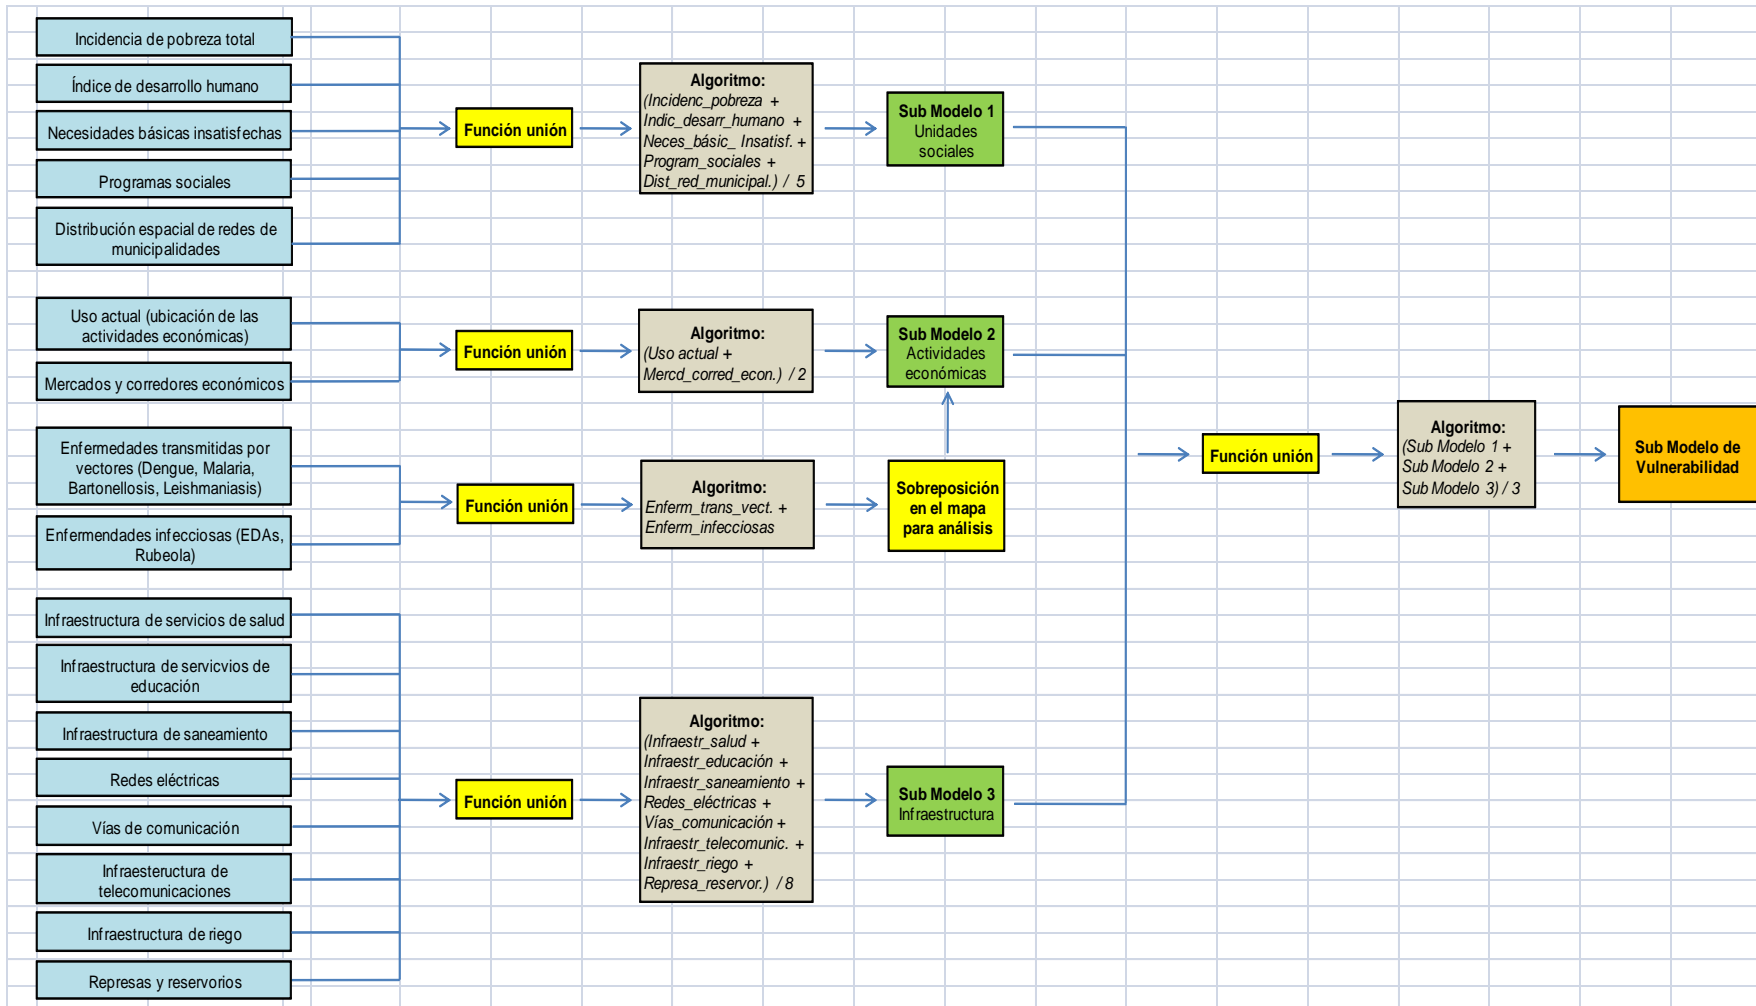 Incidencia de pobreza total
Índice de desarrollo humano
Necesidades básicas insatisfechas
Programas sociales
Distribución espacial de redes de
municipalidades
Función unión
Algoritmo:
(Incidenc_pobreza +
Indic_desarr_humano +
Neces_básic_ Insatisf. +
Program_sociales +
Dist_red_municipal.) / 5
Sub Modelo 1
Unidades
sociales
Uso actual (ubicación de las
actividades económicas)
Mercados y corredores económicos
Función unión
Algoritmo:
(Uso actual +
Mercd_corred_econ.) / 2
Sub Modelo 2
Actividades
económicas
Enfermedades transmitidas por
vectores (Dengue, Malaria,
Bartonellosis, Leishmaniasis)
Enfermendades infecciosas (EDAs,
Rubeola)
Función unión
Algoritmo:
Enferm_trans_vect. +
Enferm_infecciosas
Sobreposición
en el mapa
para análisis
Infraestructura de servicios de salud
Infraestructura de servicvios de
educación
Infraestructura de saneamiento
Redes eléctricas
Vías de comunicación
Infraesteructura de
telecomunicaciones
Infraestructura de riego
Represas y reservorios
Función unión
Algoritmo:
(Infraestr_salud +
Infraestr_educación +
Infraestr_saneamiento +
Redes_eléctricas +
Vías_comunicación +
Infraestr_telecomunic. +
Infraestr_riego +
Represa_reservor.) / 8
Sub Modelo 3
Infraestructura
Función unión
Algoritmo:
(Sub Modelo 1 +
Sub Modelo 2 +
Sub Modelo 3) / 3
Sub Modelo de
Vulnerabilidad